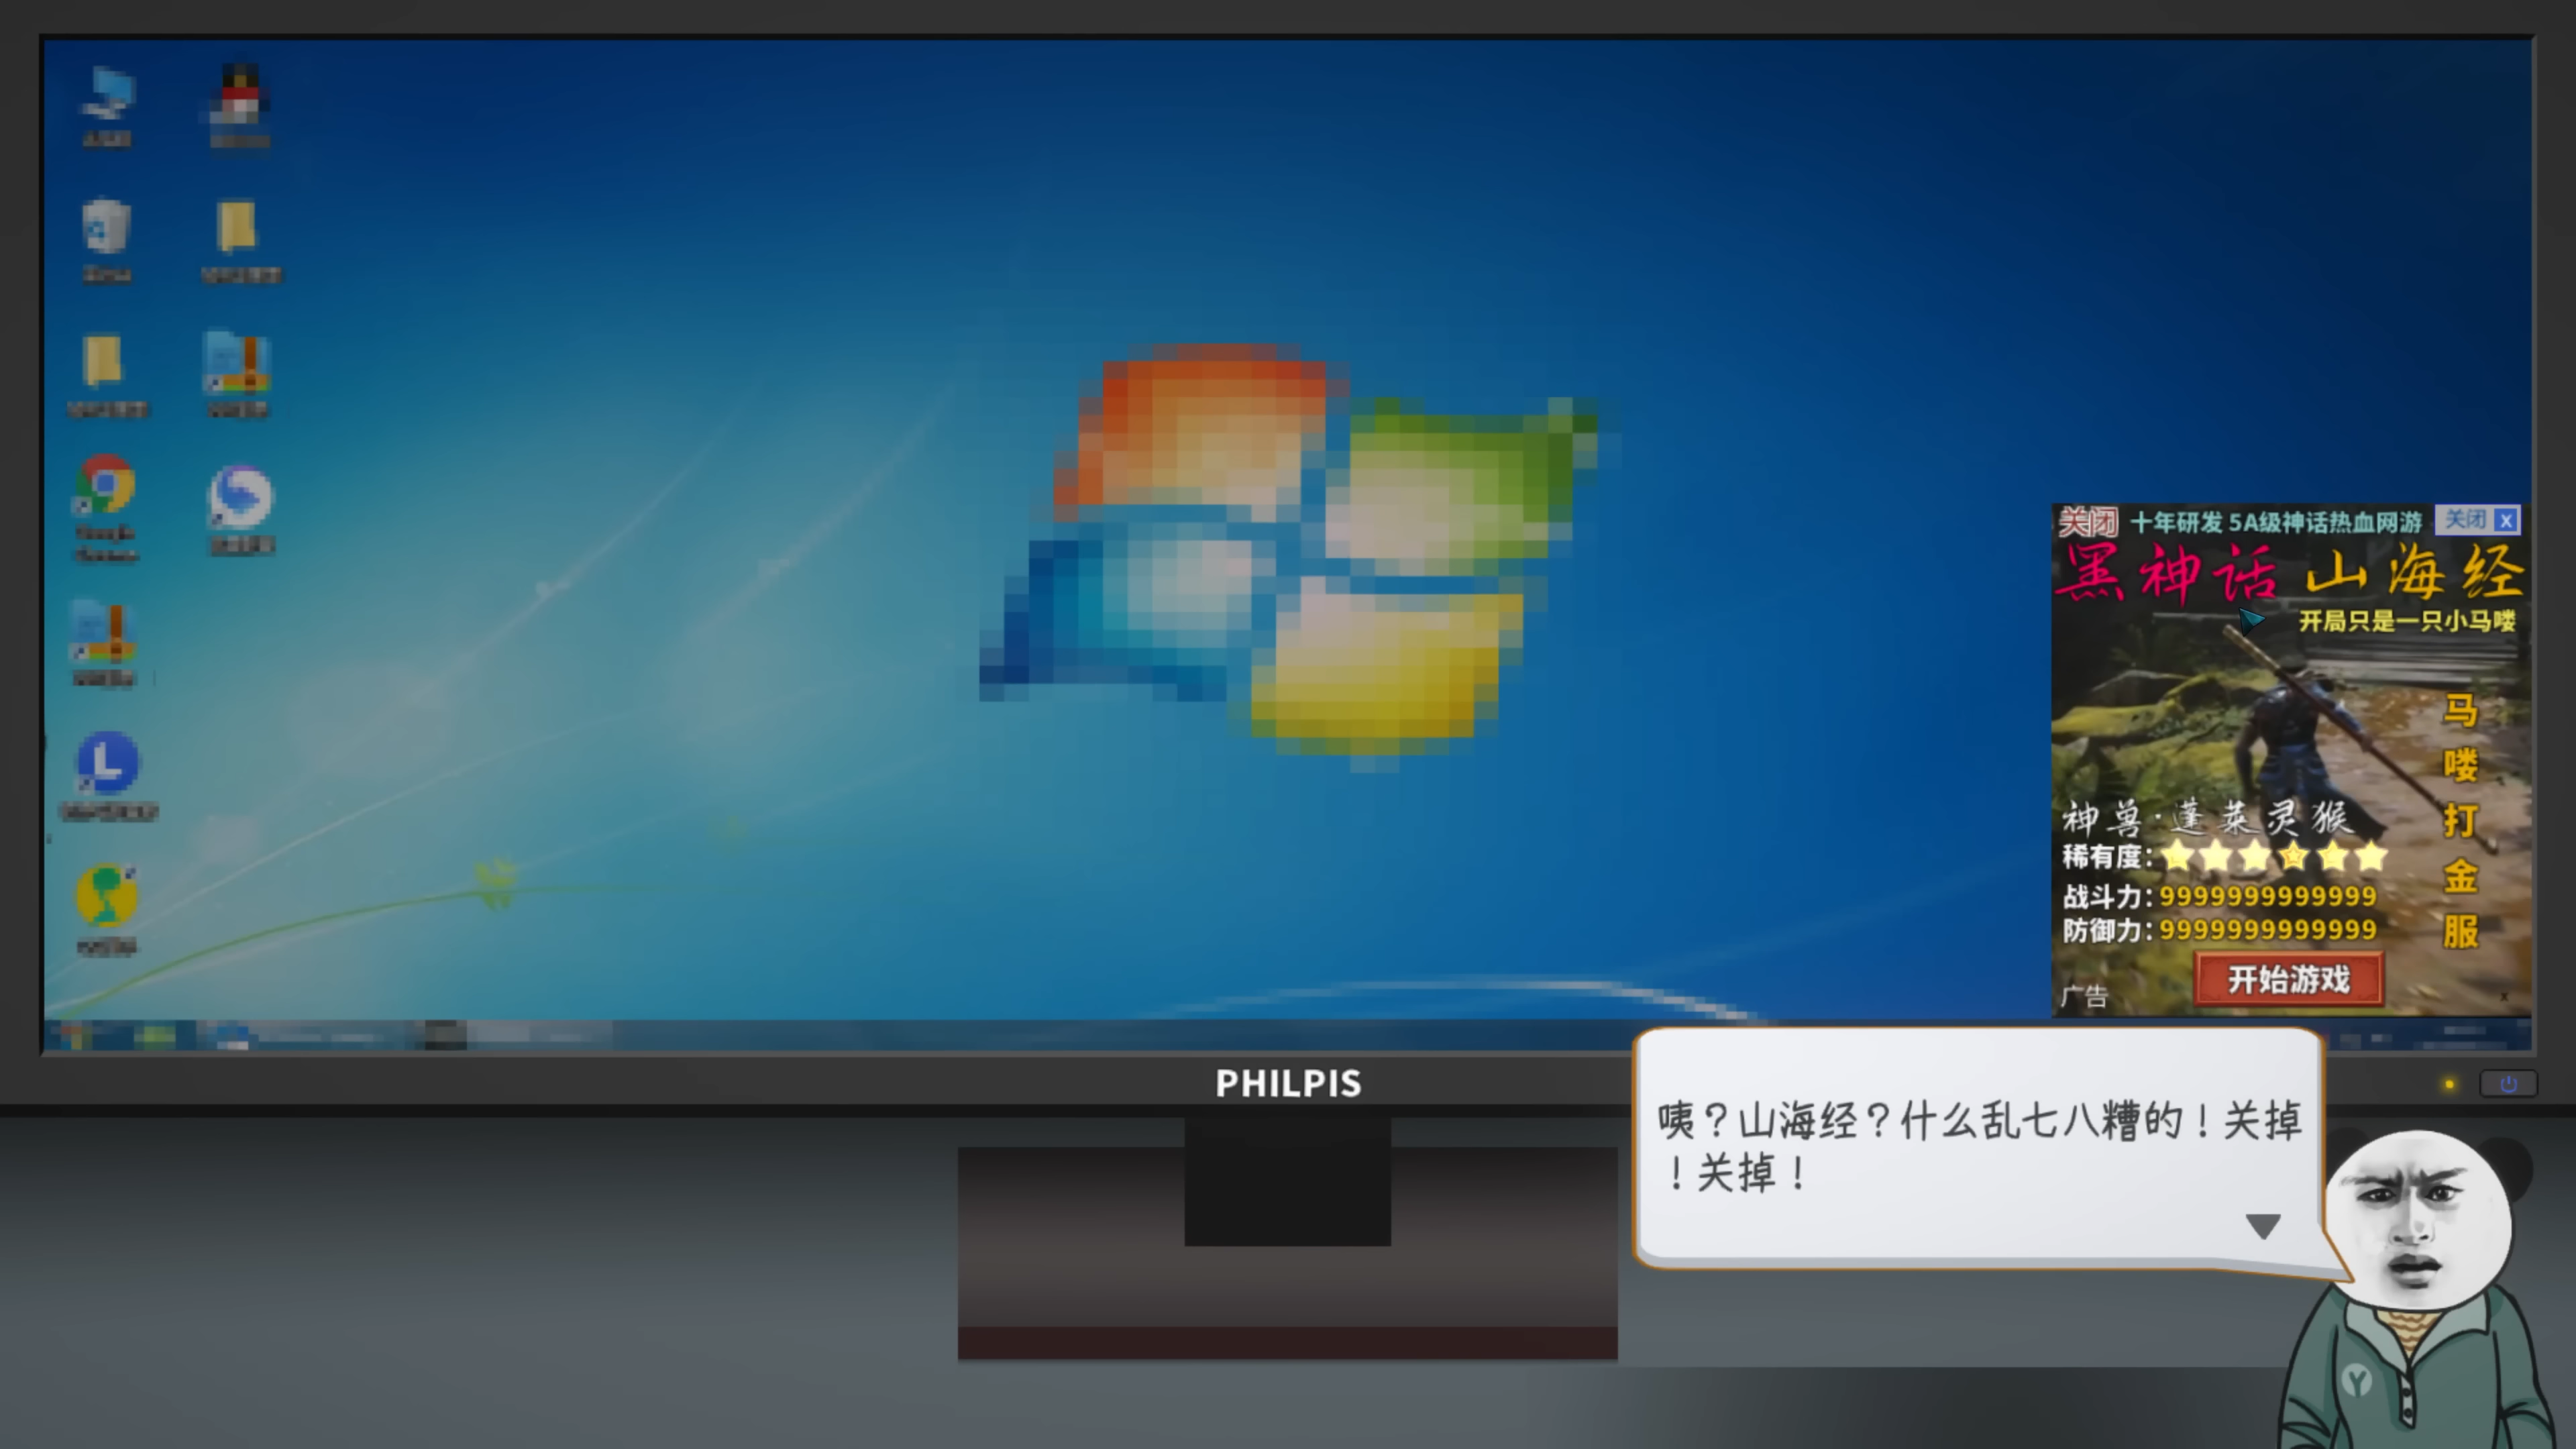 关闭
十年研发 5A级神话热血网游
关闭 x
黑神话 山海经
开局只是一只小马喽
马喽打金服
神兽·蓬莱灵猴
稀有度：
战斗力：9999999999999
防御力：9999999999999
开始游戏
广告
x
L
PHILPIS
咦？山海经？什么乱七八糟的！关掉
！关掉！
Y